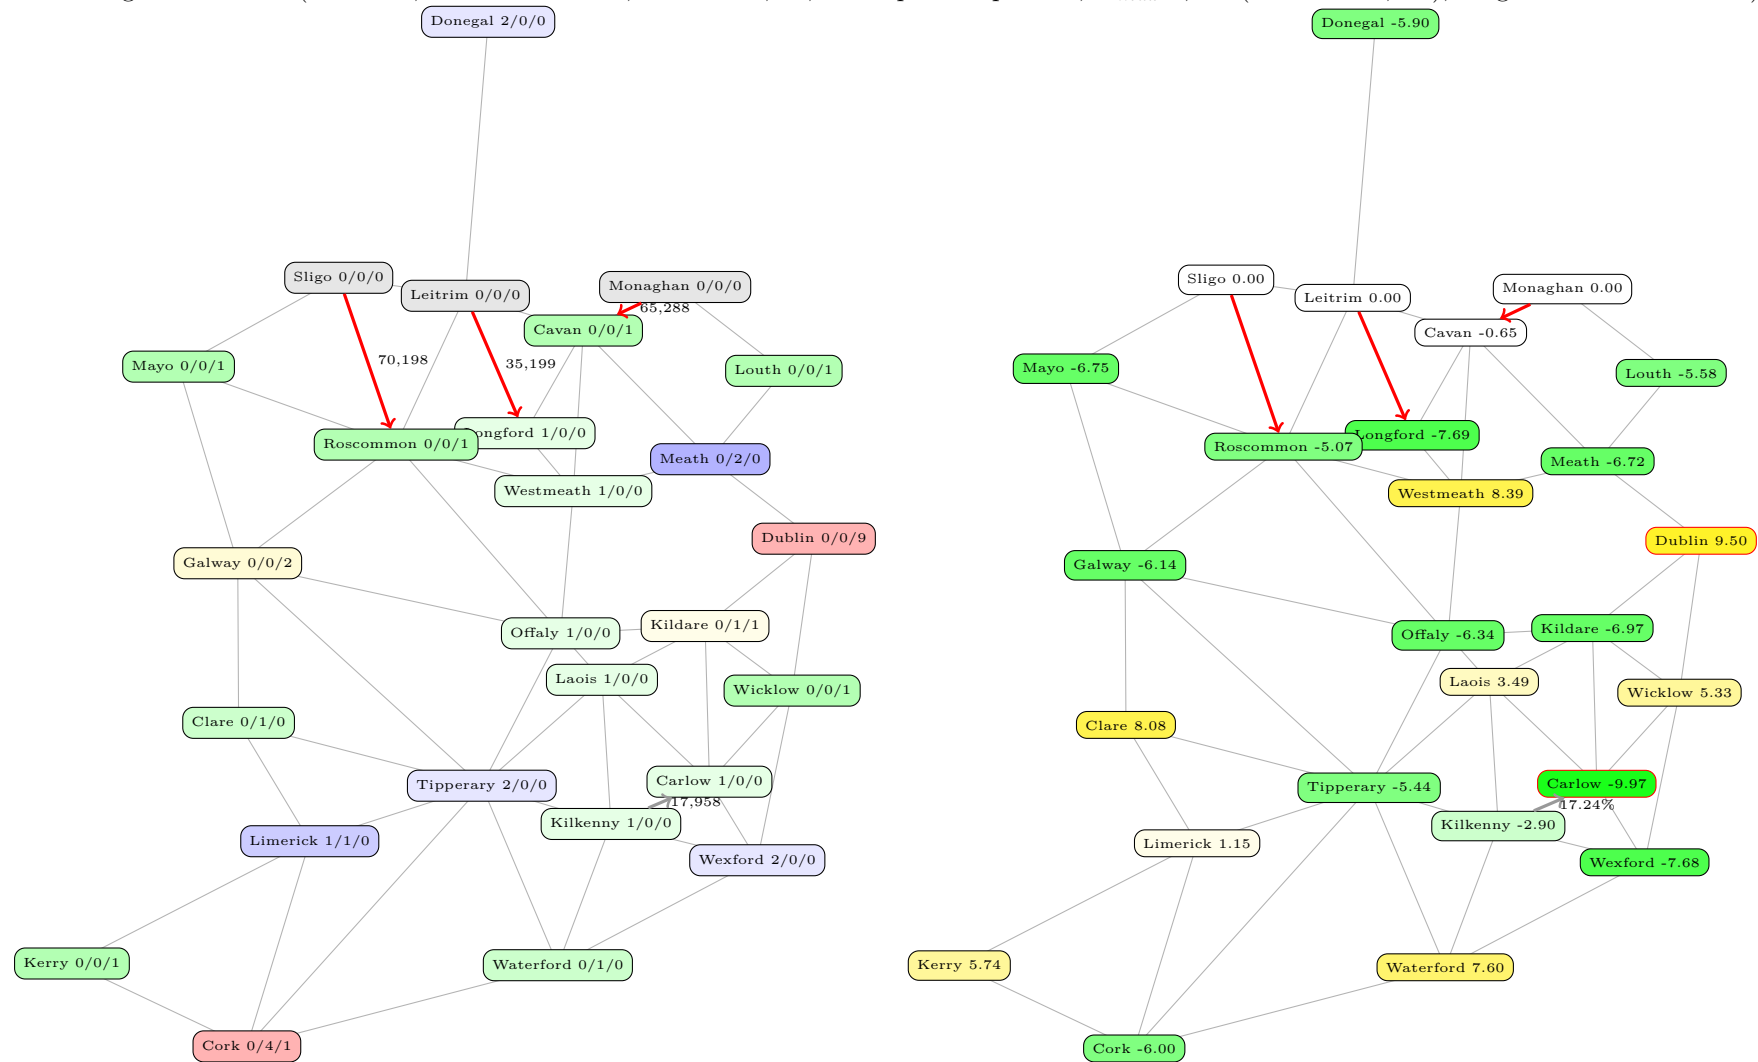 Donegal 2/0/0
Sligo 0/0/0
Leitrim 0/0/0
Monaghan 0/0/0
65,288
Cavan 0/0/1
Mayo 0/0/1
70,198
35,199
Louth 0/0/1
Roscommon 0/0/1
ongford 1/0/0
Meath 0/2/0
Westmeath 1/0/0
Dublin 0/0/9
Galway 0/0/2
Offaly 1/0/0
Kildare 0/1/1
Laois 1/0/0
Wicklow 0/0/1
Clare 0/1/0
Tipperary 2/0/0
Carlow 1/0/0
17,958
Kilkenny 1/0/0
Limerick 1/1/0
Wexford 2/0/0
Kerry 0/0/1
Waterford 0/1/0
Cork 0/4/1
Donegal -5.90
Sligo 0.00
Leitrim 0.00
Monaghan 0.00
Cavan -0.65
Mayo -6.75
Louth -5.58
Roscommon -5.07
Longford -7.69
Meath -6.72
Westmeath 8.39
Dublin 9.50
Galway -6.14
Offaly -6.34
Kildare -6.97
Laois 3.49
Wicklow 5.33
Clare 8.08
Tipperary -5.44
Carlow -9.97
17.24%
Kilkenny -2.90
Limerick 1.15
Wexford -7.68
Kerry 5.74
Waterford 7.60
Cork -6.00